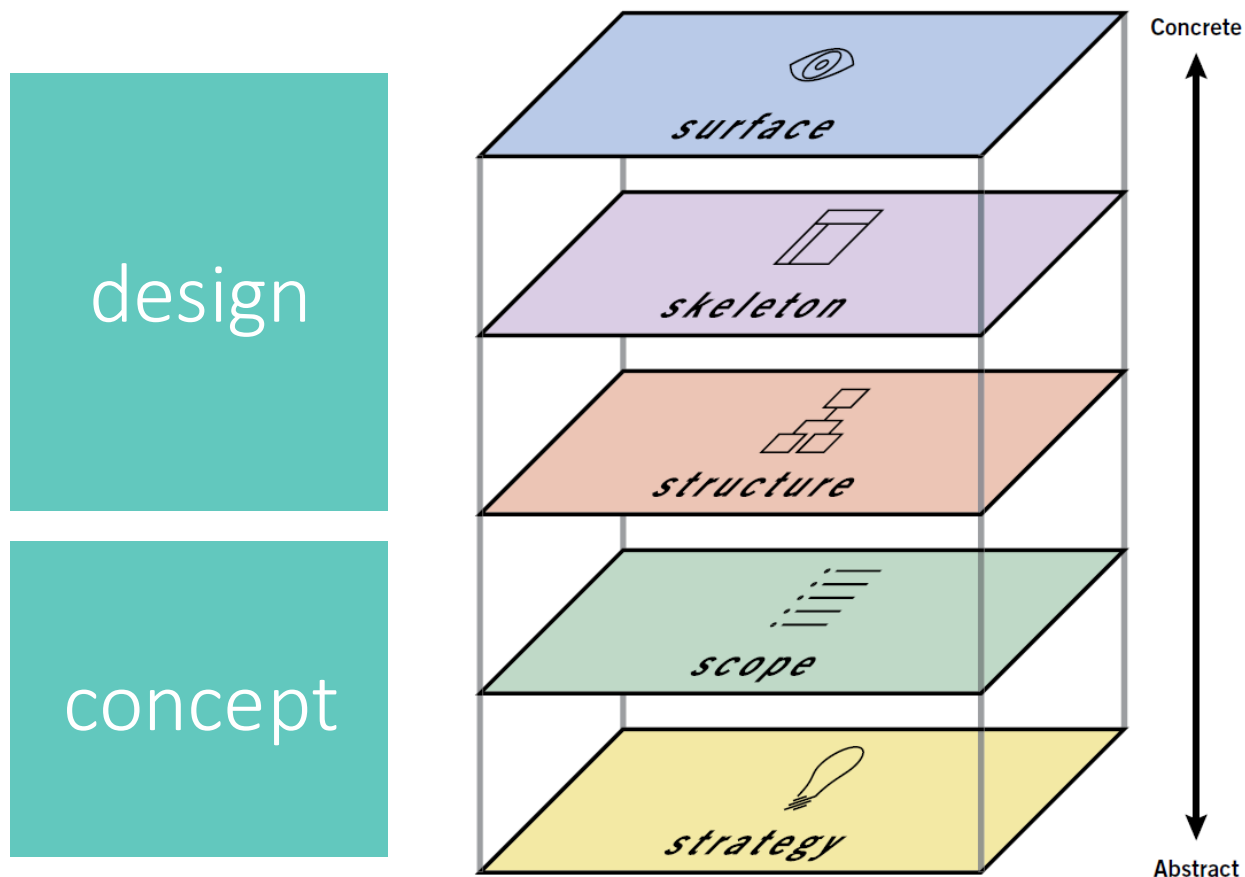 design
concept
surface
skeleton
structure
scope
strategy
Concrete
Abstract